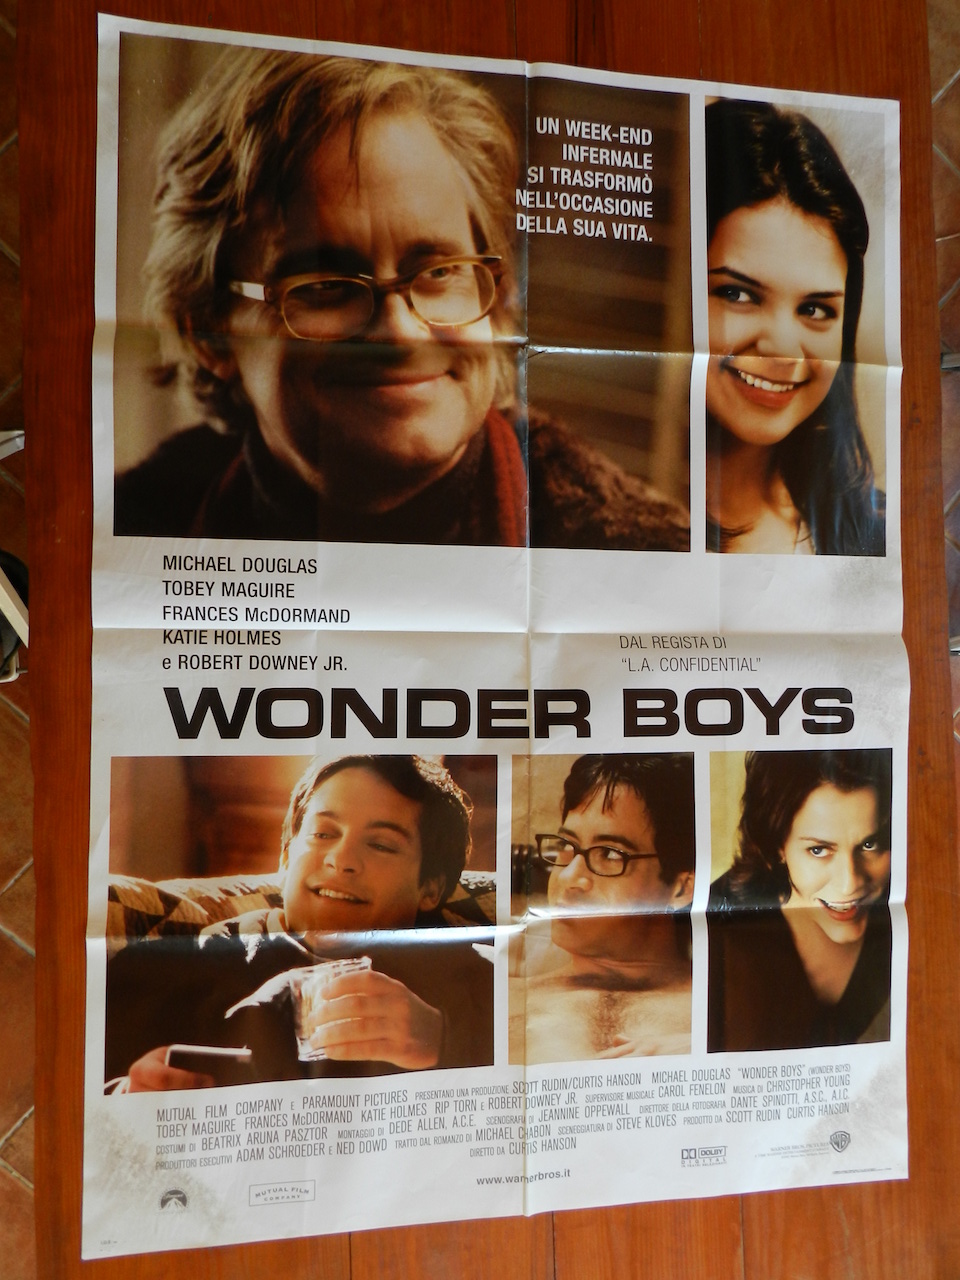 UN WEEK-END
INFERNALE
SI TRASFORMÒ
NELL'OCCASIONE
DELLA SUA VITA.
MICHAEL DOUGLAS
TOBEY MAGUIRE
FRANCES McDORMAND
KATIE HOLMES
e ROBERT DOWNEY JR.
DAL REGISTA DI
“L.A. CONFIDENTIAL”
WONDER BOYS
MUTUAL FILM COMPANY E PARAMOUNT PICTURES PRESENTANO UNA PRODUZIONE SCOTT RUDIN/CURTIS HANSON MICHAEL DOUGLAS "WONDER BOYS" (WONDER BOYS)
TOBEY MAGUIRE FRANCES McDORMAND KATIE HOLMES RIP TORN E ROBERT DOWNEY JR. SUPERVISORE MUSICALE CAROL FENELON MUSICA DI CHRISTOPHER YOUNG
COSTUMI DI BEATRIX ARUNA PASZTOR MONTAGGIO DI DEDE ALLEN, A.C.E. SCENOGRAFIA DI JEANNINE OPPEWALL DIRETTORE DELLA FOTOGRAFIA DANTE SPINOTTI, A.S.C., A.I.C.
PRODUTTORI ESECUTIVI ADAM SCHROEDER E NED DOWD TRATTO DAL ROMANZO DI MICHAEL CHABON SCENEGGIATURA DI STEVE KLOVES PRODOTTO DA SCOTT RUDIN CURTIS HANSON
DIRETTO DA CURTIS HANSON
www.warnerbros.it
DOLBY
DIGITAL
MUTUAL FILM
COMPANY